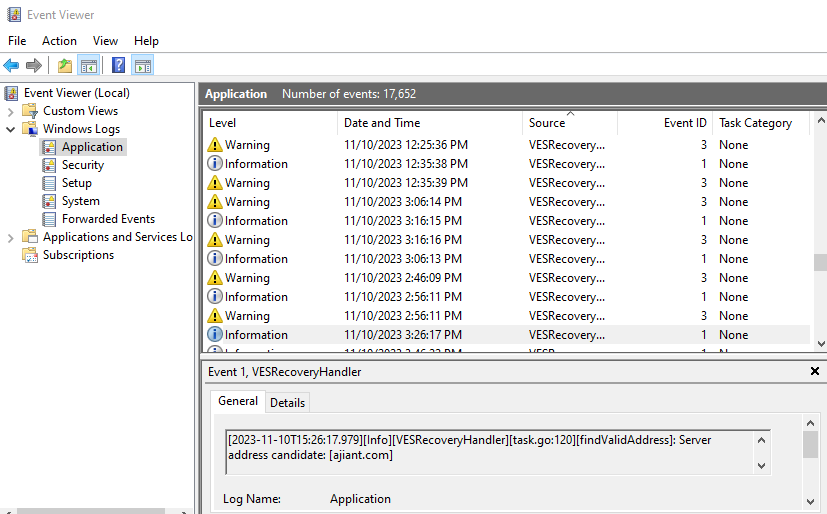 Event Viewer
File Action View Help
Event Viewer (Local)
Custom Views
Windows Logs
Application
Security
Setup
System
Forwarded Events
Applications and Services Lo
Subscriptions
Application Number of events: 17,652
Level Date and Time Source Event ID Task Category
Warning 11/10/2023 12:25:36 PM VESRecovery... 3 None
Information 11/10/2023 12:35:38 PM VESRecovery... 1 None
Warning 11/10/2023 12:35:39 PM VESRecovery... 3 None
Warning 11/10/2023 3:06:14 PM VESRecovery... 3 None
Information 11/10/2023 3:16:15 PM VESRecovery... 1 None
Warning 11/10/2023 3:16:16 PM VESRecovery... 3 None
Information 11/10/2023 3:06:13 PM VESRecovery... 1 None
Warning 11/10/2023 2:46:09 PM VESRecovery... 3 None
Information 11/10/2023 2:56:11 PM VESRecovery... 1 None
Warning 11/10/2023 2:56:11 PM VESRecovery... 3 None
Information 11/10/2023 3:26:17 PM VESRecovery... 1 None
Event 1, VESRecoveryHandler
General Details
[2023-11-10T15:26:17.979][Info][VESRecoveryHandler][task.go:120][findValidAddress]: Server
address candidate: [ajiant.com]
Log Name: Application